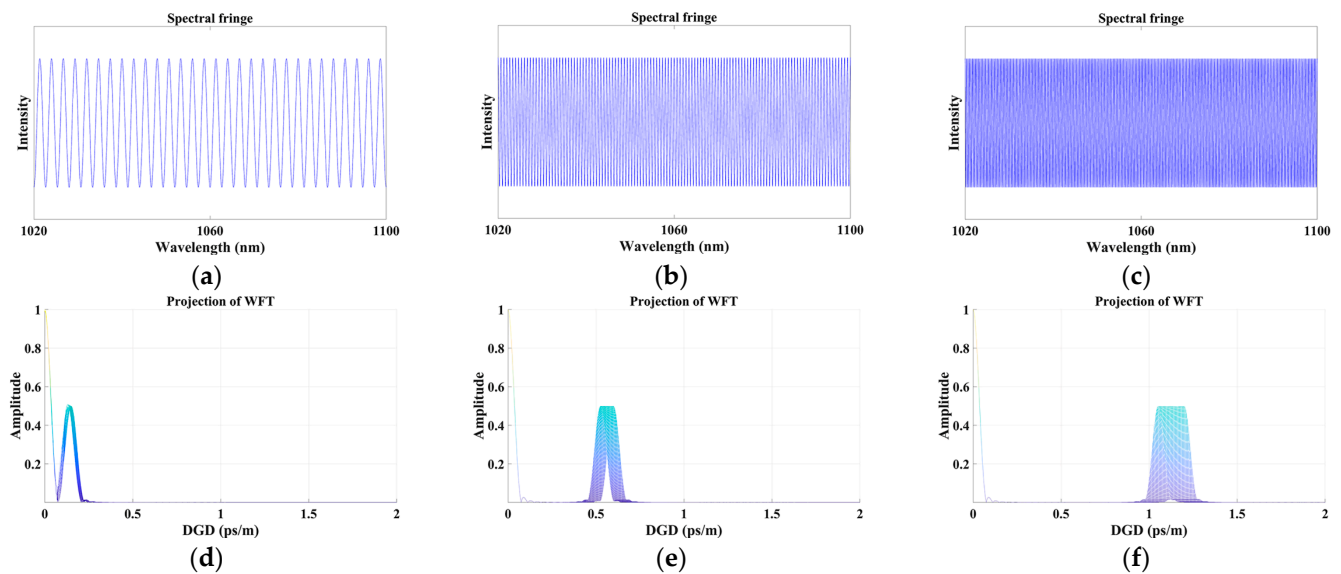 Spectral fringe
Intensity
1020 1060 1100
Wavelength (nm)
(a)
Spectral fringe
Intensity
1020 1060 1100
Wavelength (nm)
(b)
Spectral fringe
Intensity
1020 1060 1100
Wavelength (nm)
(c)
Projection of WFT
Amplitude
1
0.8
0.6
0.4
0.2
0 0.5 1 1.5 2
DGD (ps/m)
(d)
Projection of WFT
Amplitude
1
0.8
0.6
0.4
0.2
0 0.5 1 1.5 2
DGD (ps/m)
(e)
Projection of WFT
Amplitude
1
0.8
0.6
0.4
0.2
0 0.5 1 1.5 2
DGD (ps/m)
(f)